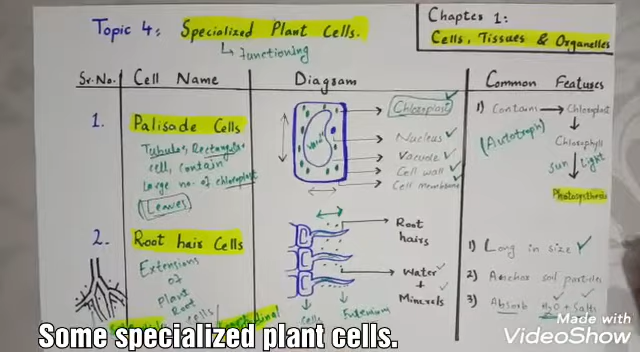 Topic 4: Specialized Plant Cells.
↳ Functioning
Chapter 1:
Cells, Tissues & Organelles
Sr.No. Cell Name Diagram Common Features
1. Palisade Cells
Tubular, Rectangular
cell, contain
large no. of chloroplast
Leaves
Chloroplast ✓
Nucleus ✓
Vacuole ✓
Cell wall ✓
Cell membrane ✓
1) Contains → Chloroplast
(Autotroph)
Chlorophyll
Sun Light
Photosynthesis
2. Root hair Cells
Extensions
of
Plant
Root
cells
Root
hairs
Water ✓
+
Minerals
Cells Extension
1) Long in size ✓
2) Anchor soil particles
3) Absorb H₂O + Salts
Some specialized plant cells.
Made with
VideoShow